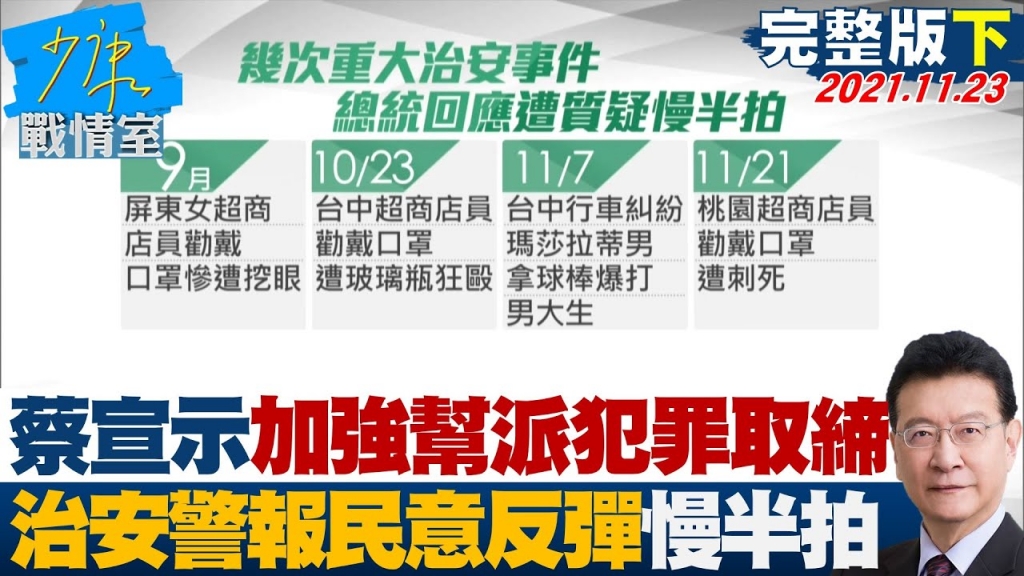 少康
戰情室
完整版下
2021.11.23
幾次重大治安事件
總統回應遭質疑慢半拍
9月
屏東女超商
店員勸戴
口罩慘遭挖眼
10/23
台中超商店員
勸戴口罩
遭玻璃瓶狂毆
11/7
台中行車糾紛
瑪莎拉蒂男
拿球棒爆打
男大生
11/21
桃園超商店員
勸戴口罩
遭刺死
蔡宣示加強幫派犯罪取締
治安警報民意反彈慢半拍